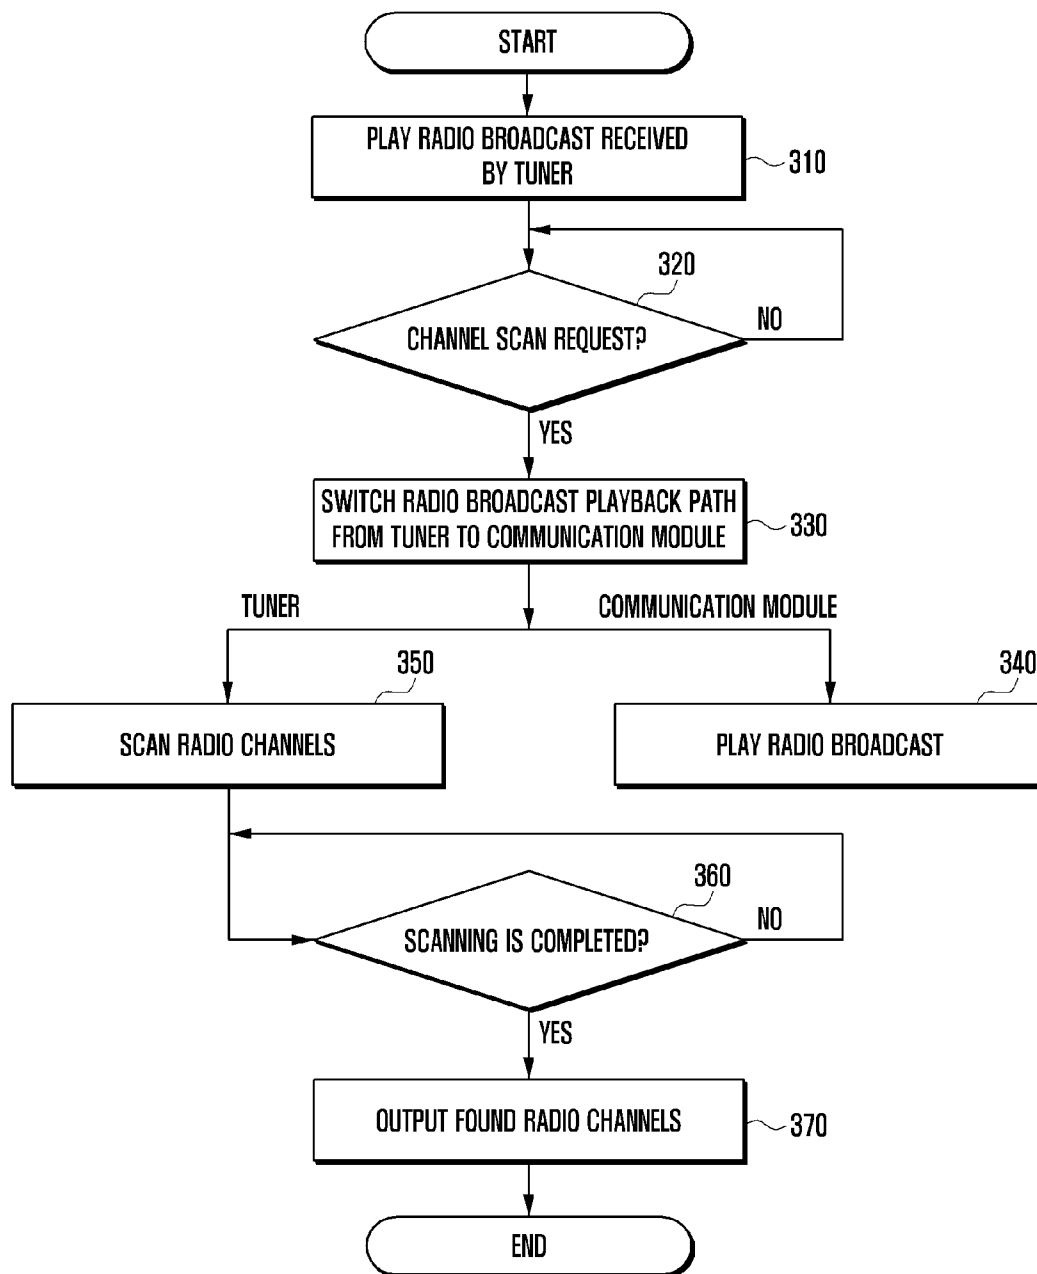 START
PLAY RADIO BROADCAST RECEIVED
BY TUNER
310
320
CHANNEL SCAN REQUEST?
NO
YES
SWITCH RADIO BROADCAST PLAYBACK PATH
FROM TUNER TO COMMUNICATION MODULE
330
TUNER
COMMUNICATION MODULE
350
340
SCAN RADIO CHANNELS
PLAY RADIO BROADCAST
360
SCANNING IS COMPLETED?
NO
YES
OUTPUT FOUND RADIO CHANNELS
370
END